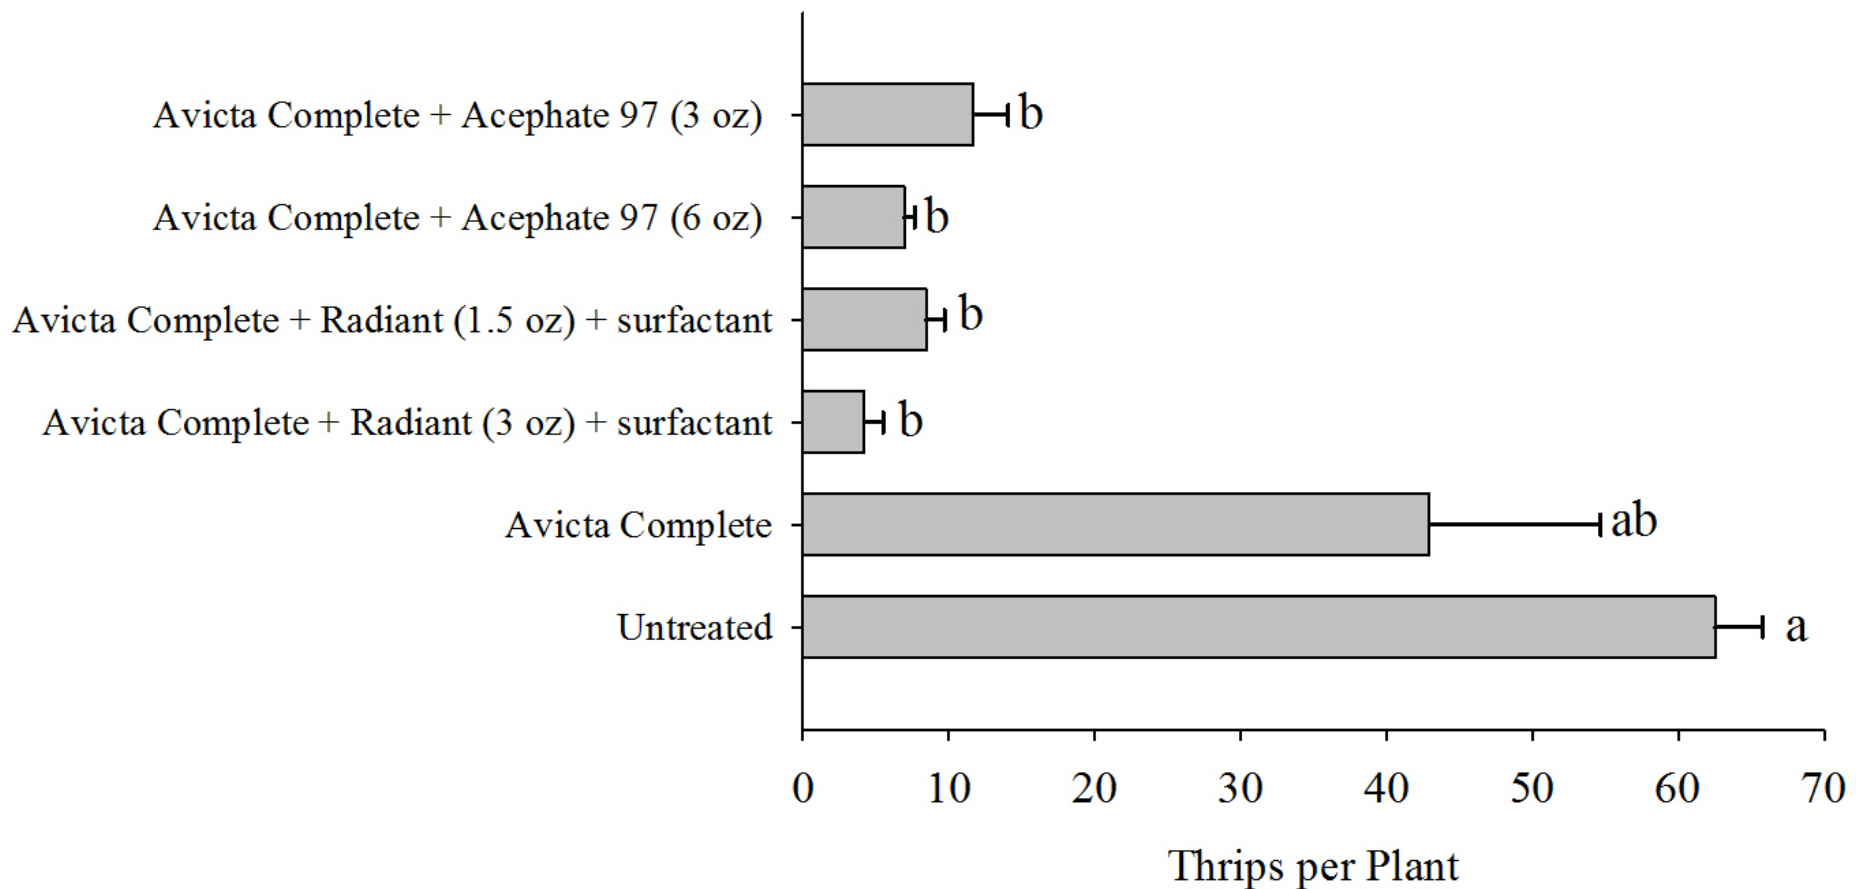 Avicta Complete + Acephate 97 (3 oz)
b
Avicta Complete + Acephate 97 (6 oz)
b
Avicta Complete + Radiant (1.5 oz) + surfactant
b
Avicta Complete + Radiant (3 oz) + surfactant
b
Avicta Complete
ab
Untreated
a
0 10 20 30 40 50 60 70
Thrips per Plant